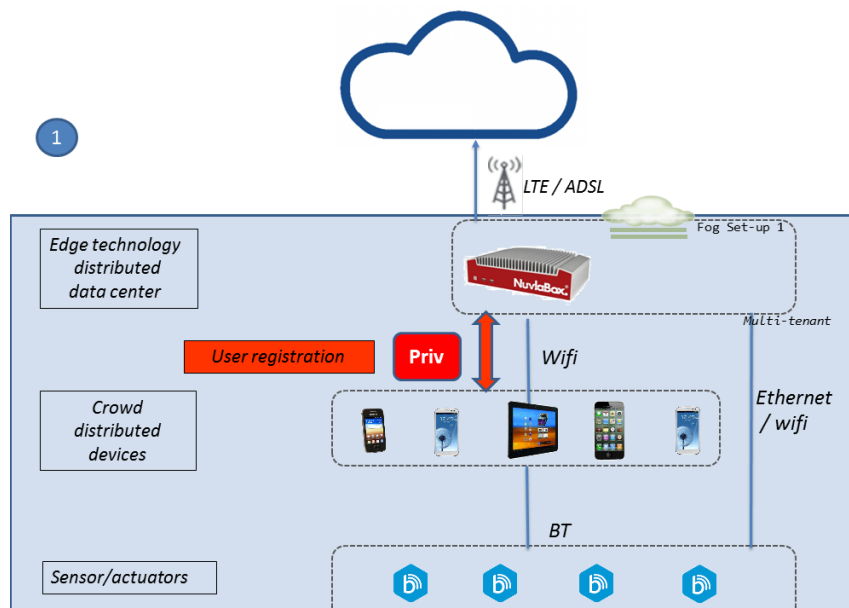 1
LTE / ADSL
Edge technology
distributed
data center
Fog Set-up 1
NuvlaBox®
Multi-tenant
User registration
Priv
Wifi
Crowd
distributed
devices
Ethernet
/ wifi
BT
Sensor/actuators
b
b
b
b